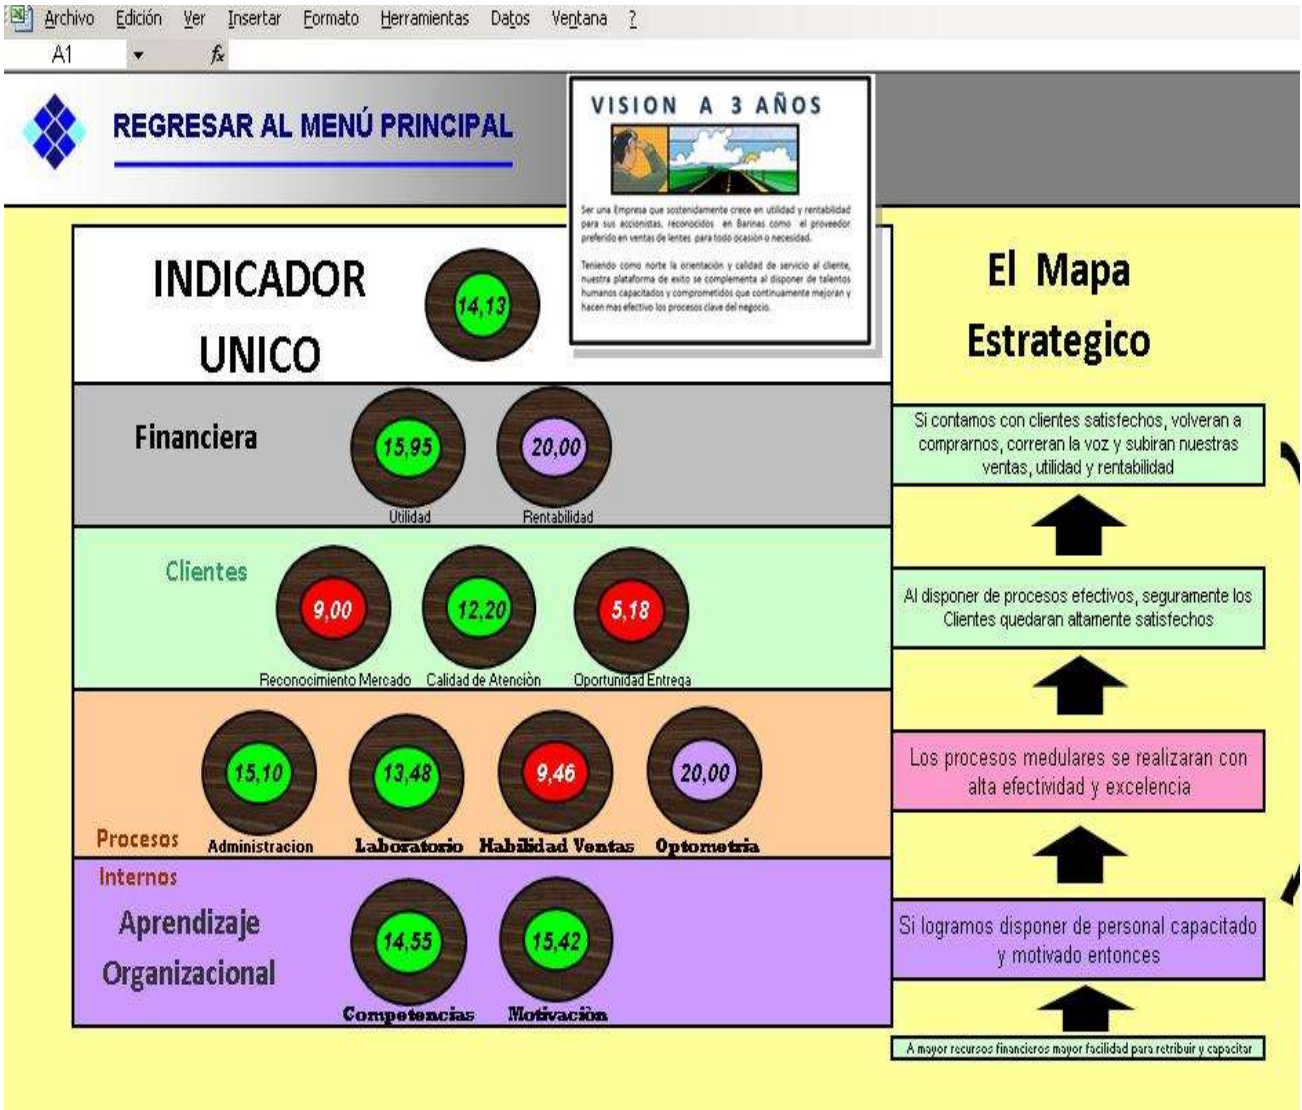 Archivo Edición Ver Insertar Formato Herramientas Datos Ventana ?
A1 fx
REGRESAR AL MENÚ PRINCIPAL
VISION A 3 AÑOS
Ser una Empresa que sostenidamente crece en utilidad y rentabilidad
para sus accionistas, reconocidos en Barinas como el proveedor
preferido en ventas de lentes para todo ocasión o necesidad.
Teniendo como norte la orientación y calidad de servicio al cliente,
nuestra plataforma de exito se complementa al disponer de talentos
humanos capacitados y comprometidos que continuamente mejoran y
hacen mas efectivo los procesos clave del negocio.
INDICADOR
UNICO
14,13
El Mapa
Estrategico
Financiera
15,95
20,00
Utilidad
Rentabilidad
Si contamos con clientes satisfechos, volveran a
comprarnos, correran la voz y subiran nuestras
ventas, utilidad y rentabilidad
Clientes
9,00
12,20
5,18
Reconocimiento Mercado
Calidad de Atenciòn
Oportunidad Entrega
Al disponer de procesos efectivos, seguramente los
Clientes quedaran altamente satisfechos
15,10
13,48
9,46
20,00
Procesos
Internos
Administracion
Laboratorio
Habilidad Ventas
Optometria
Los procesos medulares se realizaran con
alta efectividad y excelencia
Aprendizaje
Organizacional
14,55
15,42
Competencias
Motivaciòn
Si logramos disponer de personal capacitado
y motivado entonces
A mayor recursos financieros mayor facilidad para retribuir y capacitar